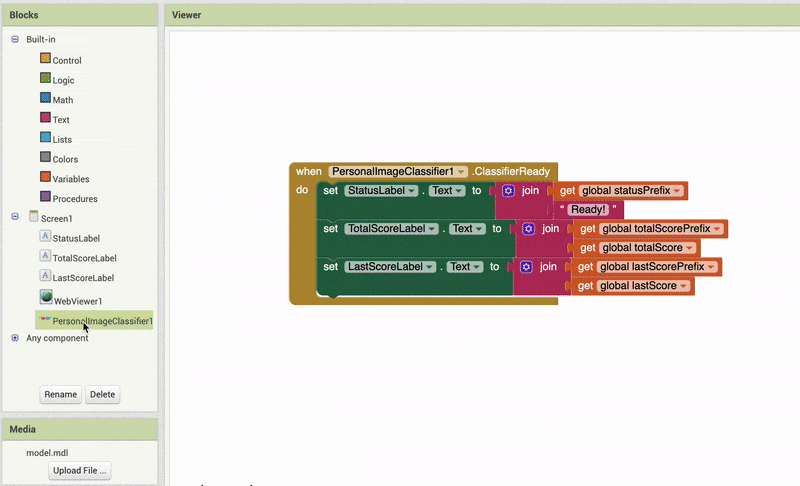 Blocks
Viewer
Built-in
Control
Logic
Math
Text
Lists
Colors
Variables
Procedures
Screen1
StatusLabel
TotalScoreLabel
LastScoreLabel
WebViewer1
PersonalImageClassifier1
Any component
Rename Delete
Media
model.mdl
Upload File ...
when PersonalImageClassifier1 .ClassifierReady
do set StatusLabel . Text to join get global statusPrefix
“ Ready! ”
set TotalScoreLabel . Text to join get global totalScorePrefix
get global totalScore
set LastScoreLabel . Text to join get global lastScorePrefix
get global lastScore